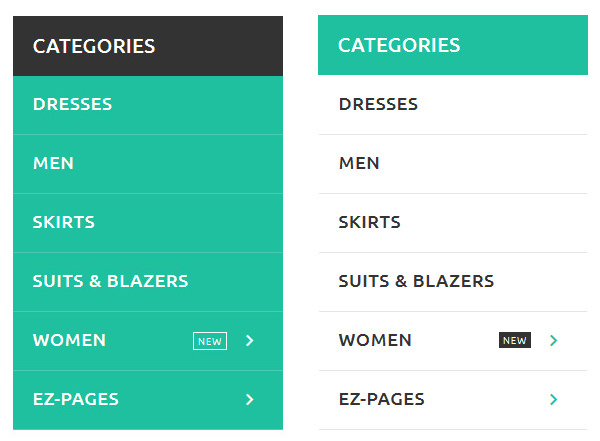 CATEGORIES
DRESSES
MEN
SKIRTS
SUITS & BLAZERS
WOMEN NEW
EZ-PAGES
CATEGORIES
DRESSES
MEN
SKIRTS
SUITS & BLAZERS
WOMEN NEW
EZ-PAGES